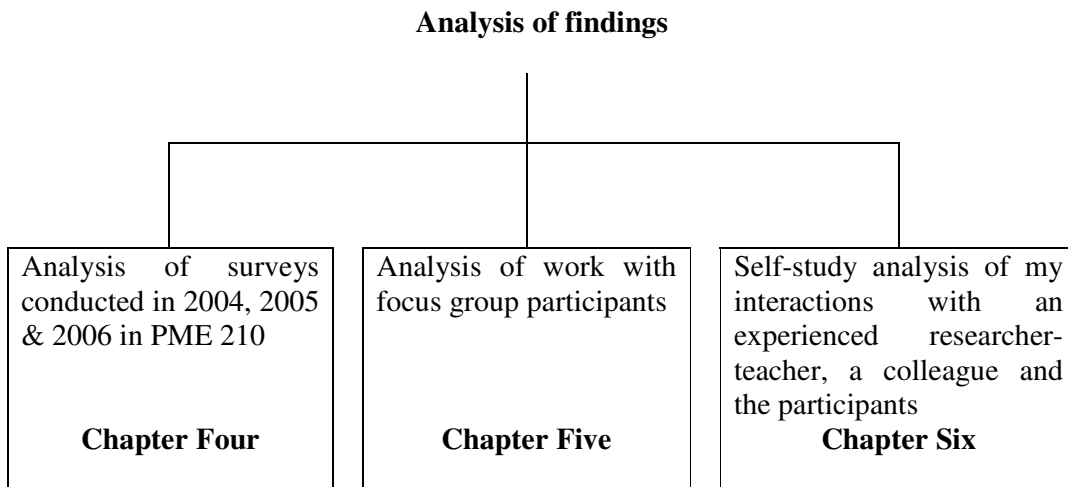 Analysis of findings
Analysis of surveys
conducted in 2004, 2005
& 2006 in PME 210
Chapter Four
Analysis of work with
focus group participants
Chapter Five
Self-study analysis of my
interactions with an
experienced researcher-
teacher, a colleague and
the participants
Chapter Six